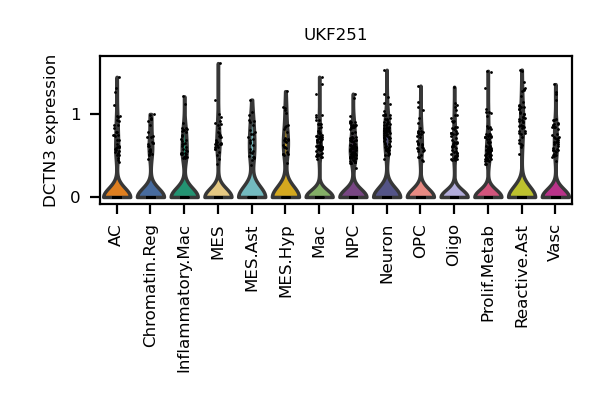 UKF251
DCTN3 expression
1
0
AC
Chromatin.Reg
Inflammatory.Mac
MES
MES.Ast
MES.Hyp
Mac
NPC
Neuron
OPC
Oligo
Prolif.Metab
Reactive.Ast
Vasc